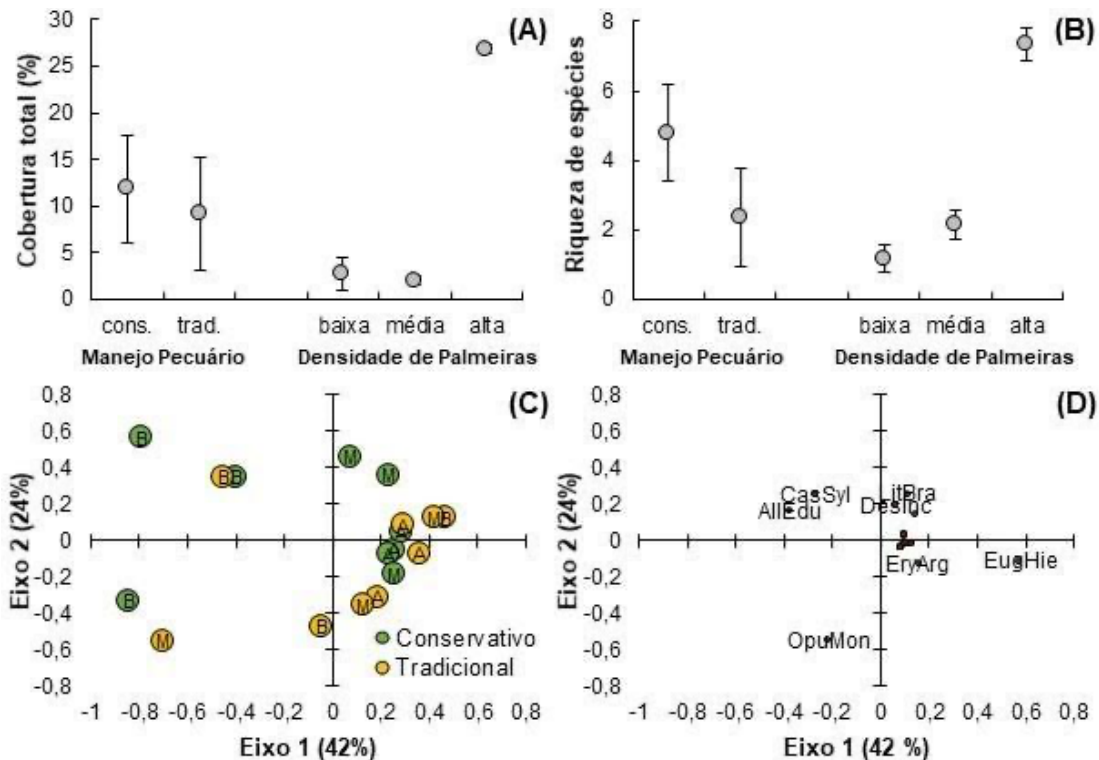 (A)
Cobertura total (%)
30
25
20
15
10
5
0
cons. trad. baixa média alta
Manejo Pecuário Densidade de Palmeiras
(B)
Riqueza de espécies
8
6
4
2
0
cons. trad. baixa média alta
Manejo Pecuário Densidade de Palmeiras
(C)
Eixo 2 (24%)
0,8
0,6
0,4
0,2
0
-0,2
-0,4
-0,6
-0,8
B
M
M
B B
A M B
A
A
M
A
B
M A
B
M
Conservativo
Tradicional
-1 -0,8 -0,6 -0,4 -0,2 0 0,2 0,4 0,6 0,8
Eixo 1 (42%)
(D)
Eixo 2 (24%)
0,8
0,6
0,4
0,2
0
-0,2
-0,4
-0,6
-0,8
CasSyl
AllEdu
DesInc
EryArg
EugHie
OpuMon
-1 -0,8 -0,6 -0,4 -0,2 0 0,2 0,4 0,6 0,8
Eixo 1 (42 %)